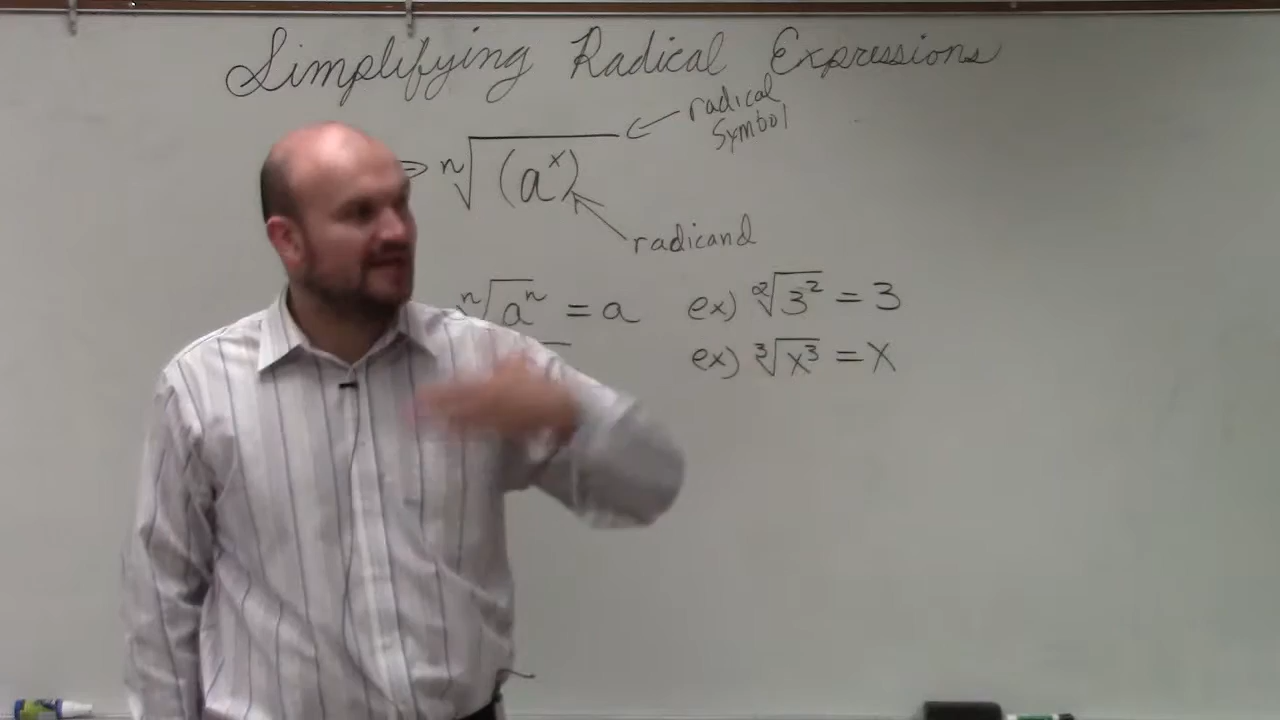 Simplifying Radical Expressions
radical
symbol
⇒ ⁿ√(aˣ)
radicand
ⁿ√aⁿ = a ex) ²√3² = 3
ex) ³√x³ = x